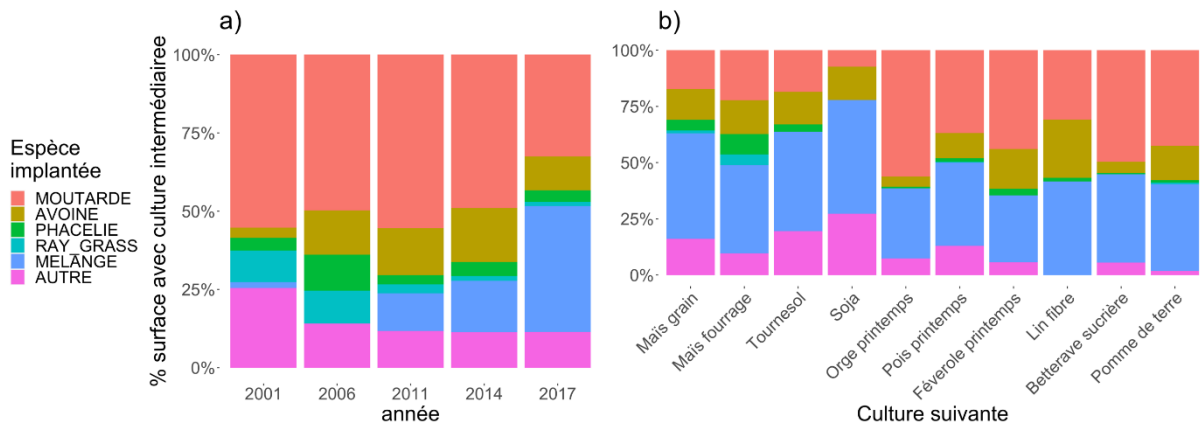 a)
% surface avec culture intermédiairee
100%
75%
50%
25%
0%
2001 2006 2011 2014 2017
année
Espèce
implantée
MOUTARDE
AVOINE
PHACELIE
RAY_GRASS
MELANGE
AUTRE
b)
100%
75%
50%
25%
0%
Maïs grain
Maïs fourrage
Tournesol
Soja
Orge printemps
Pois printemps
Féverole printemps
Lin fibre
Betterave sucrière
Pomme de terre
Culture suivante